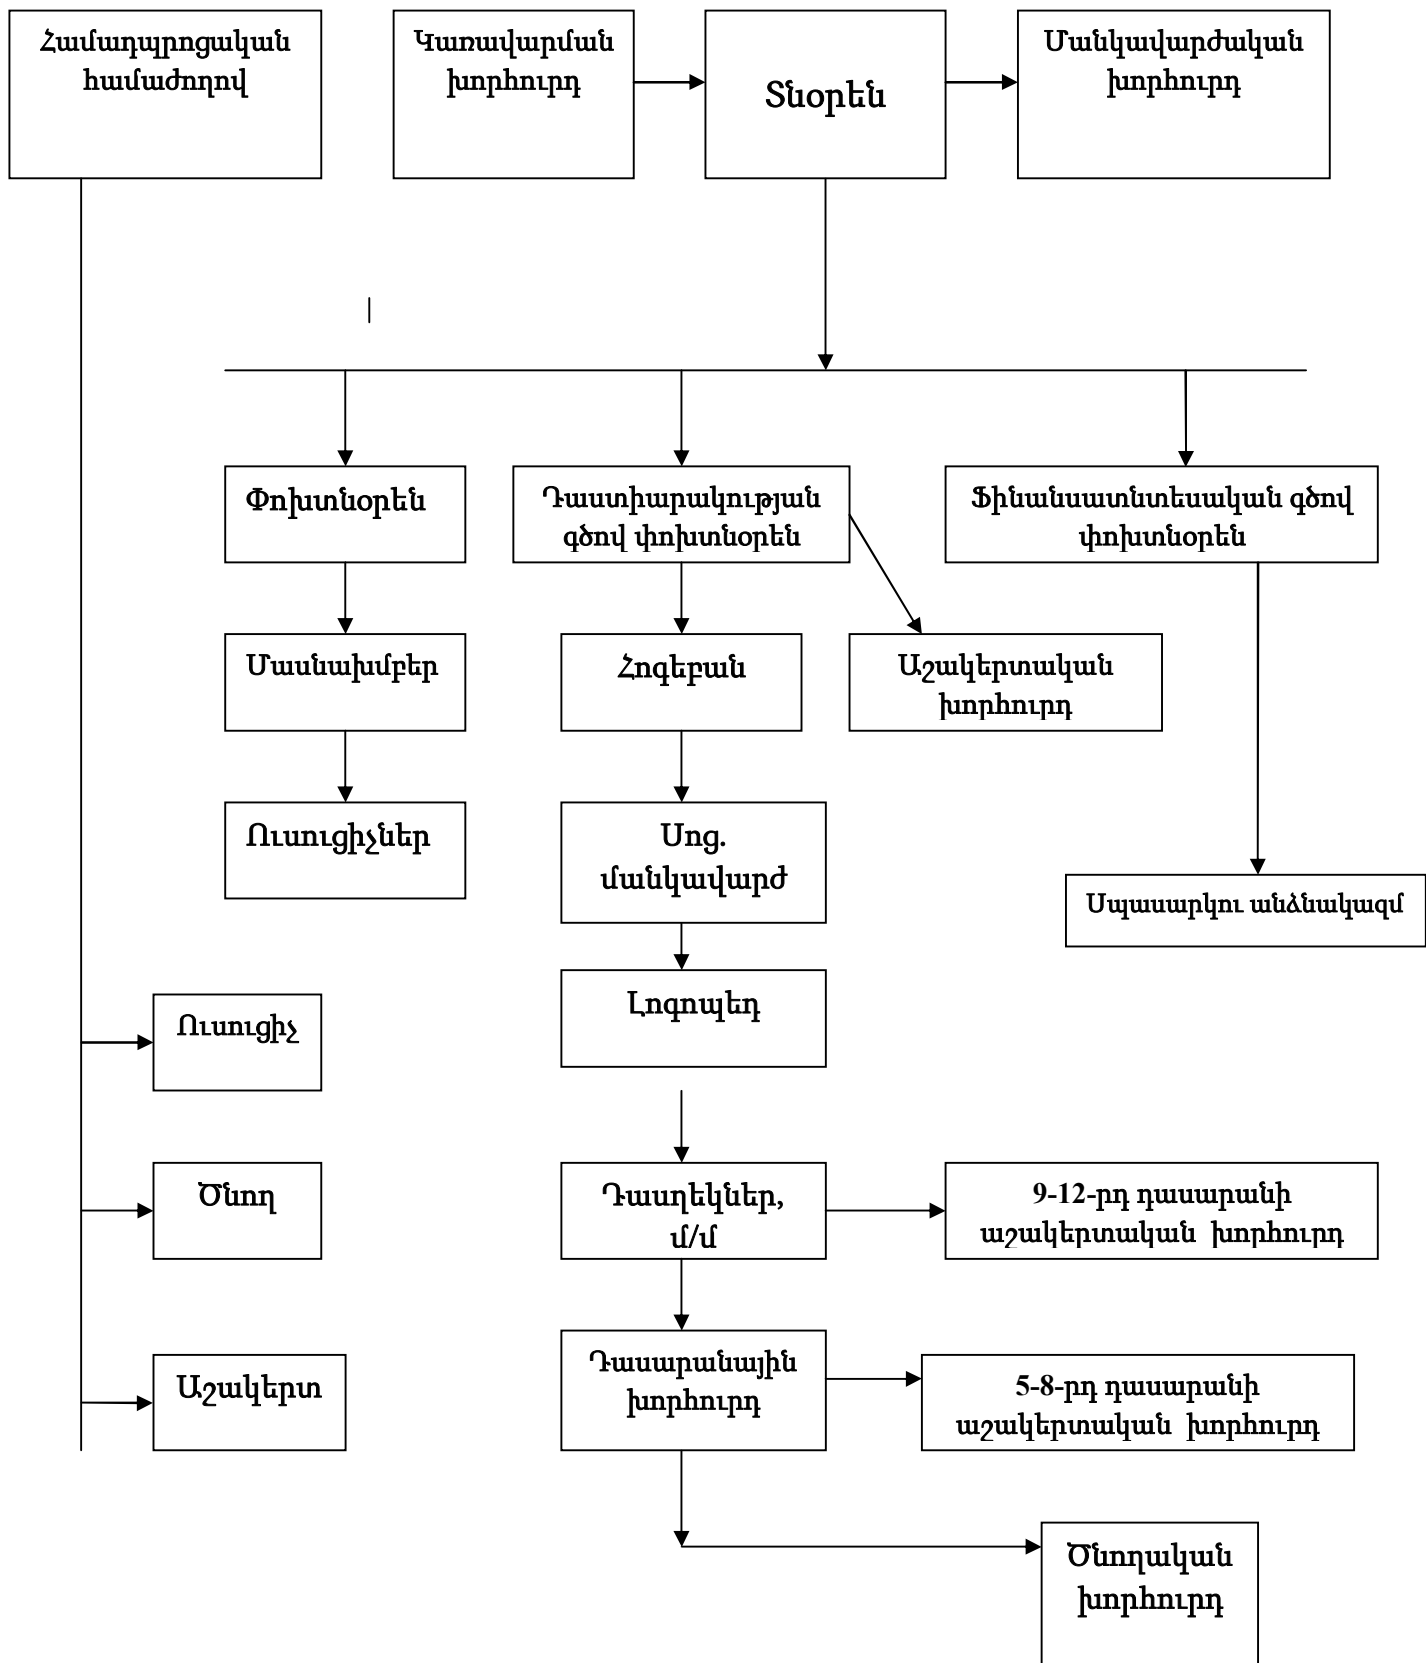 Համադպրոցական
համաժողով
Կառավարման
խորհուրդ
Տնօրեն
Մանկավարժական
խորհուրդ
Փոխտնօրեն
Դաստիարակության
գծով փոխտնօրեն
Ֆինանսատնտեսական գծով
փոխտնօրեն
Մասնախմբեր
Հոգեբան
Աշակերտական
խորհուրդ
Ուսուցիչներ
Սոց.
մանկավարժ
Սպասարկու անձնակազմ
Լոգոպեդ
Ուսուցիչ
Ծնող
Դասղեկներ,
մ/մ
9-12-րդ դասարանի
աշակերտական խորհուրդ
Աշակերտ
Դասարանային
խորհուրդ
5-8-րդ դասարանի
աշակերտական խորհուրդ
Ծնողական
խորհուրդ